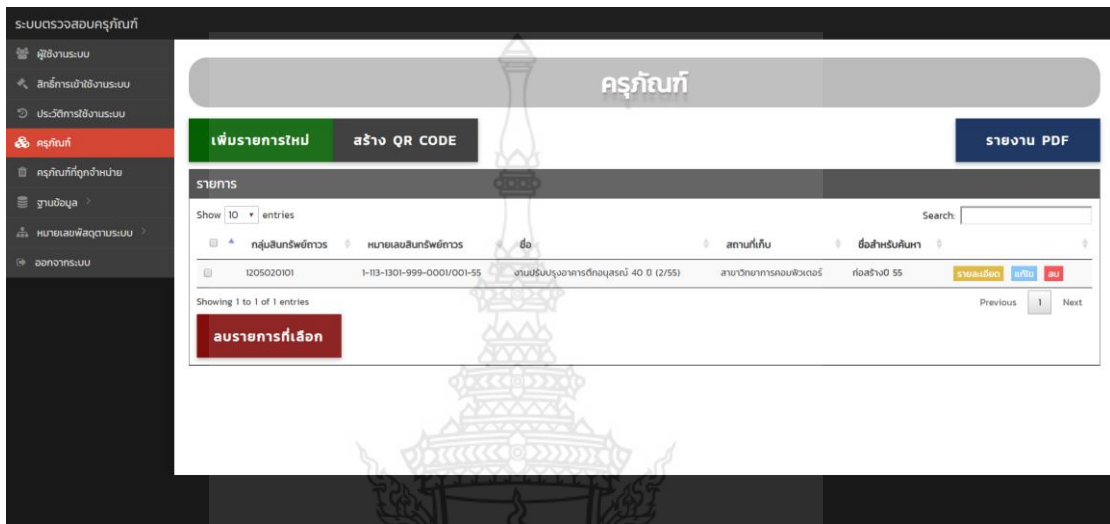 ระบบตรวจสอบครุภัณฑ์
ผู้ใช้งานระบบ
สิทธิ์การเข้าใช้งานระบบ
ประวัติการใช้งานระบบ
ครุภัณฑ์
ครุภัณฑ์ที่ถูกจำหน่าย
ฐานข้อมูล
หมายเลขพัสดุตามระบบ
ออกจากระบบ
ครุภัณฑ์
เพิ่มรายการใหม่ สร้าง QR CODE รายงาน PDF
รายการ
Show 10 entries Search:
กลุ่มสินทรัพย์ถาวร หมายเลขสินทรัพย์ถาวร ชื่อ สถานที่เก็บ ชื่อสำหรับค้นหา
1205020101 1-113-1301-999-0001/001-55 งานปรับปรุงอาคารตึกอนุสรณ์ 40 ปี (2/55) สาขาวิทยาการคอมพิวเตอร์ ก่อสร้างปี 55 รายละเอียด แก้ไข ลบ
Showing 1 to 1 of 1 entries Previous 1 Next
ลบรายการที่เลือก